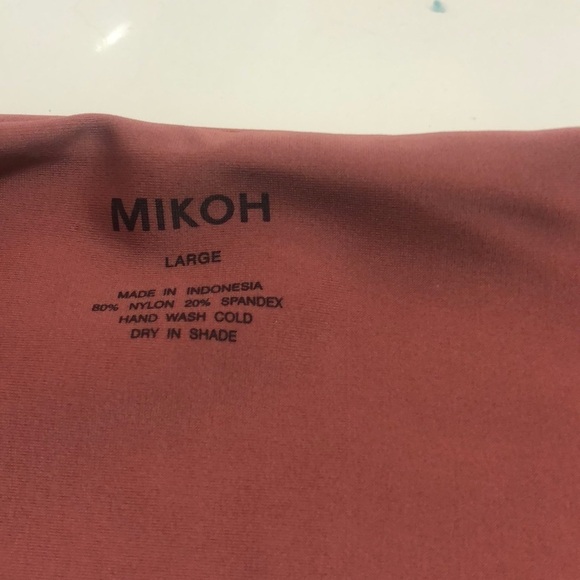 MIKOH
LARGE
MADE IN INDONESIA
80% NYLON 20% SPANDEX
HAND WASH COLD
DRY IN SHADE